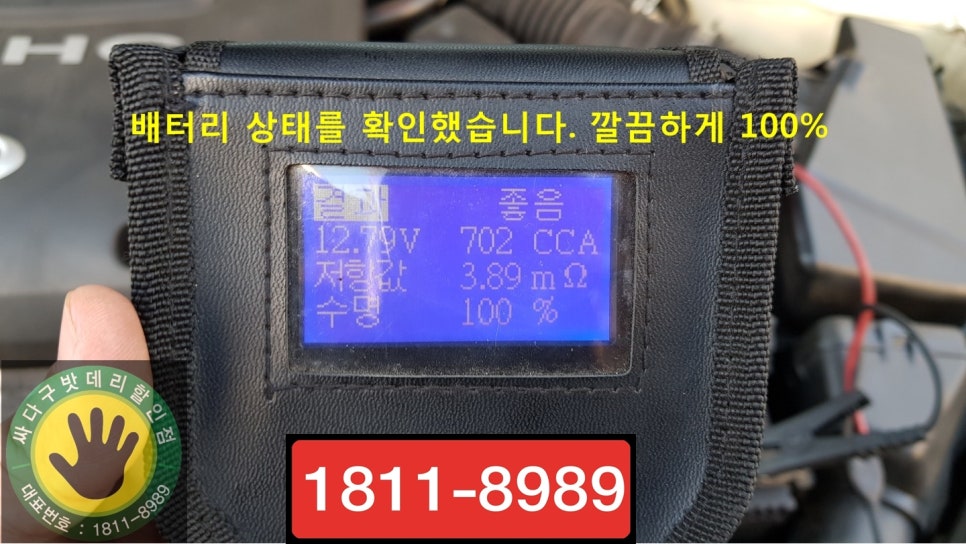 배터리 상태를 확인했습니다. 깔끔하게 100%
결과 좋음
12.79V 702 CCA
저항값 3.89 mΩ
수명 100 %
싸다구밧데리할인점
대표번호 : 1811-8989
1811-8989